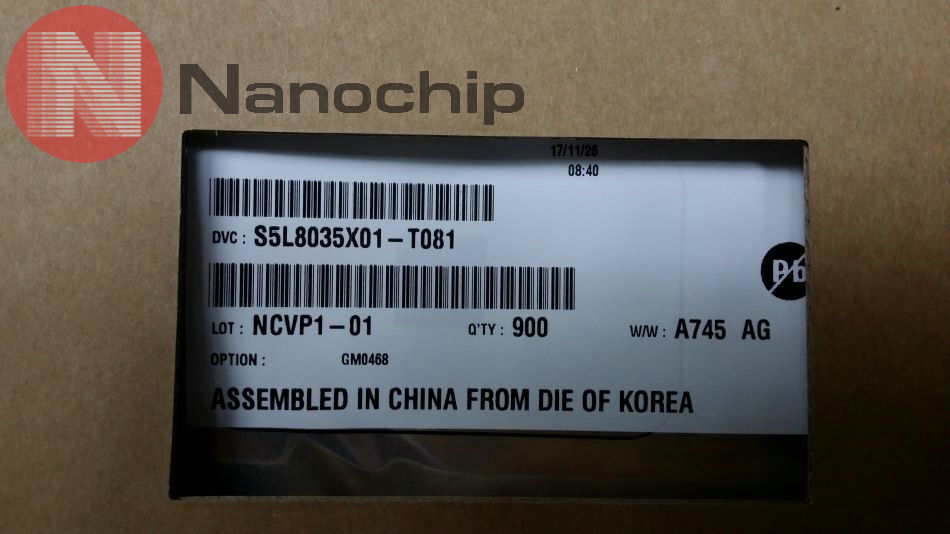 Nanochip
17/11/26
08:40
DVC : S5L8035X01-T081
Pb
LOT : NCVP1-01 Q'TY : 900 W/W : A745 AG
OPTION : GM0468
ASSEMBLED IN CHINA FROM DIE OF KOREA